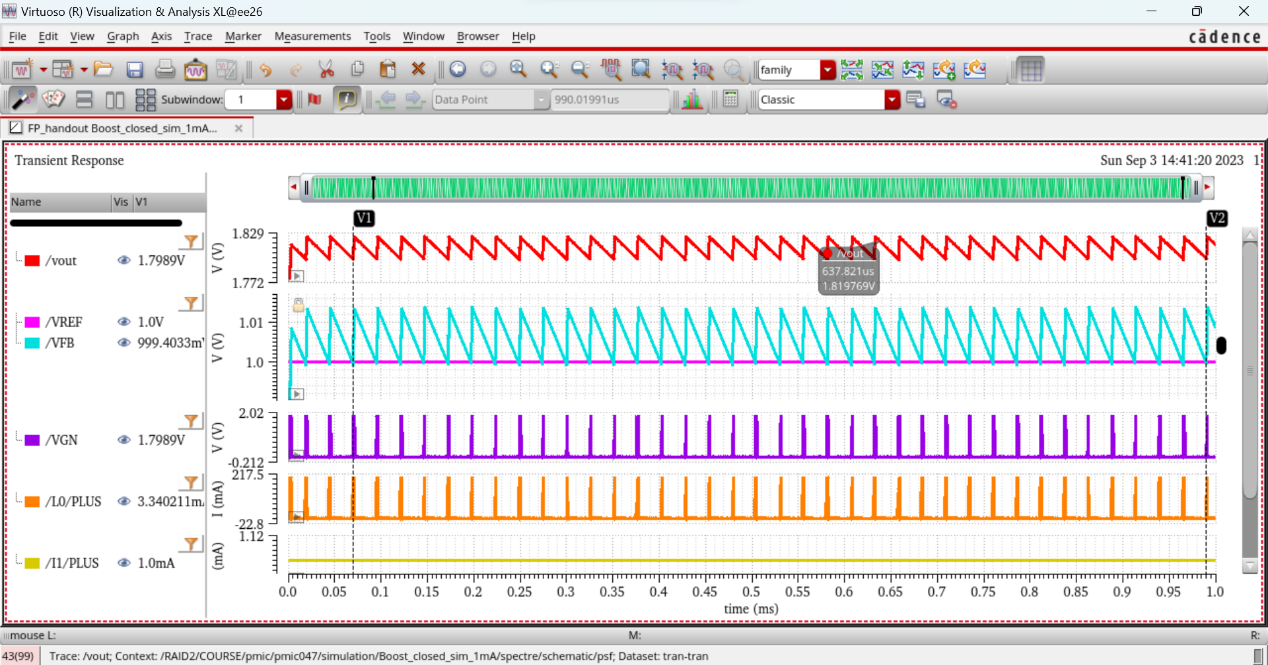 Virtuoso (R) Visualization & Analysis XL@ee26
File Edit View Graph Axis Trace Marker Measurements Tools Window Browser Help
cādence
family
Subwindow: 1 Data Point 990.01991us Classic
FP_handout Boost_closed_sim_1mA...
Transient Response Sun Sep 3 14:41:20 2023 1
Name Vis V1
V1 V2
/vout 1.7989V
V (V) 1.829 1.772
/vout
637.821us
1.819769V
/VREF 1.0V
/VFB 999.4033m
V (V) 1.01 1.0
/VGN 1.7989V
V (V) 2.02 -0.212
/L0/PLUS 3.340211m
I (mA) 217.5 -22.8
/I1/PLUS 1.0mA
(mA) 1.12
0.0 0.05 0.1 0.15 0.2 0.25 0.3 0.35 0.4 0.45 0.5 0.55 0.6 0.65 0.7 0.75 0.8 0.85 0.9 0.95 1.0
time (ms)
mouse L: M: R:
43(99) Trace: /vout; Context: /RAID2/COURSE/pmic/pmic047/simulation/Boost_closed_sim_1mA/spectre/schematic/psf; Dataset: tran-tran